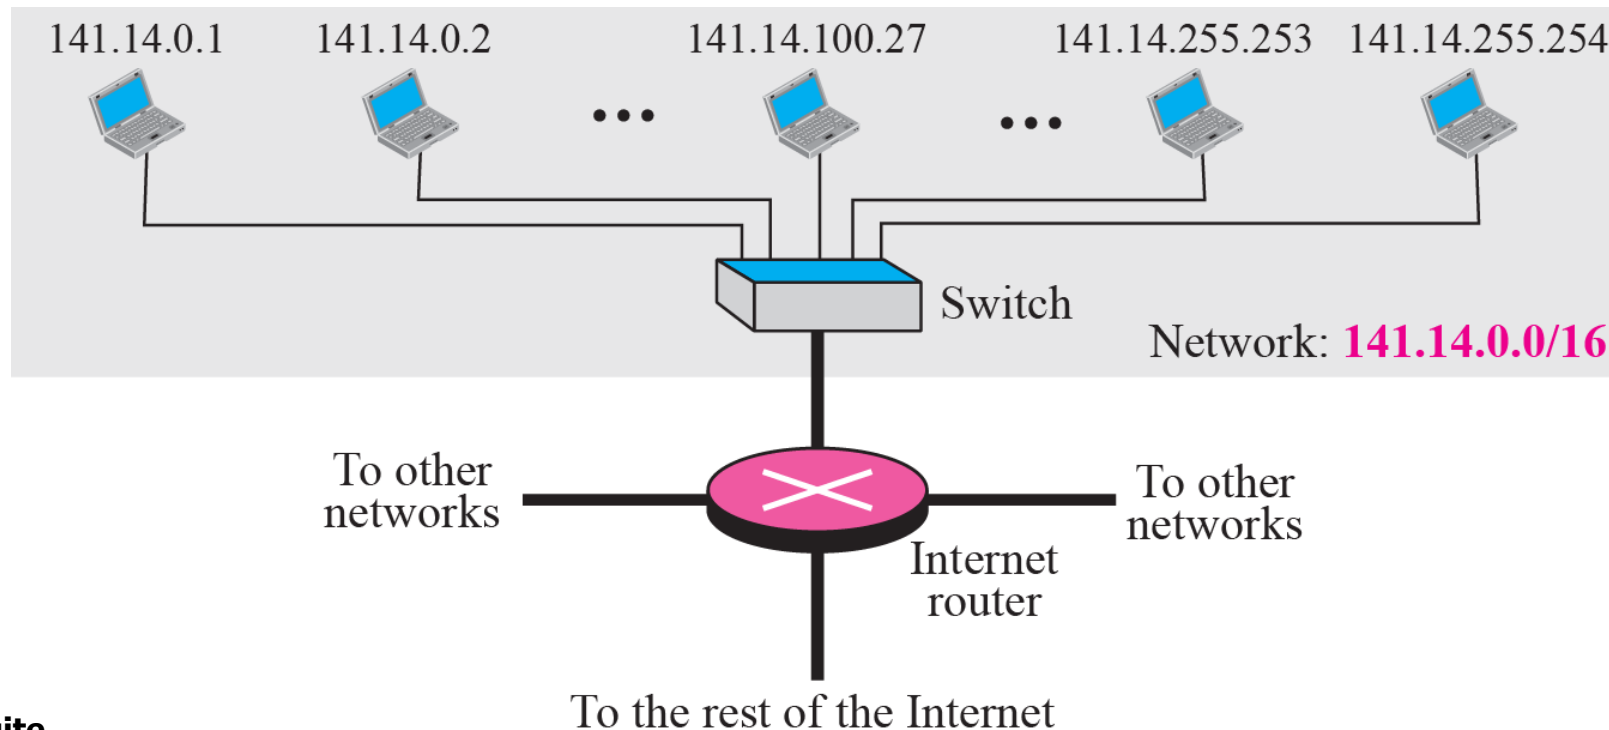 141.14.0.1 141.14.0.2 141.14.100.27 141.14.255.253 141.14.255.254
Switch
Network: 141.14.0.0/16
To other
networks
To other
networks
Internet
router
To the rest of the Internet